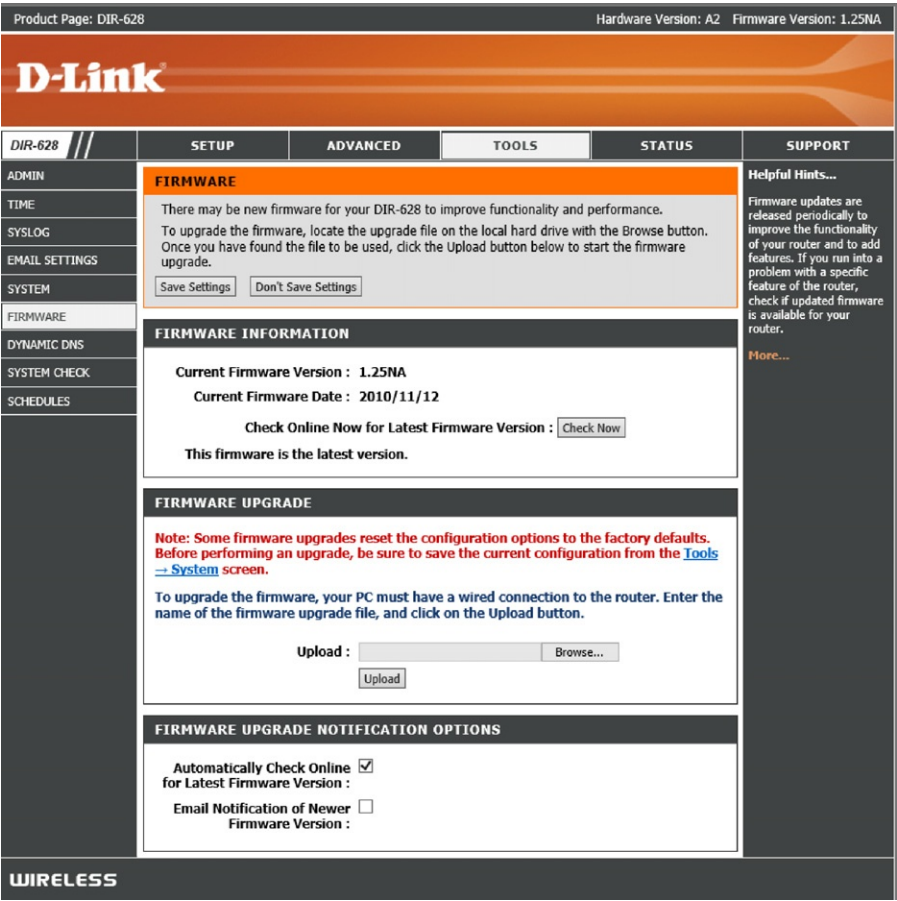 Product Page: DIR-628
Hardware Version: A2 Firmware Version: 1.25NA
D-Link
DIR-628
SETUP
ADVANCED
TOOLS
STATUS
SUPPORT
ADMIN
TIME
SYSLOG
EMAIL SETTINGS
SYSTEM
FIRMWARE
DYNAMIC DNS
SYSTEM CHECK
SCHEDULES
FIRMWARE
There may be new firmware for your DIR-628 to improve functionality and performance.
To upgrade the firmware, locate the upgrade file on the local hard drive with the Browse button.
Once you have found the file to be used, click the Upload button below to start the firmware
upgrade.
Save Settings
Don't Save Settings
FIRMWARE INFORMATION
Current Firmware Version : 1.25NA
Current Firmware Date : 2010/11/12
Check Online Now for Latest Firmware Version : Check Now
This firmware is the latest version.
FIRMWARE UPGRADE
Note: Some firmware upgrades reset the configuration options to the factory defaults.
Before performing an upgrade, be sure to save the current configuration from the Tools
→ System screen.
To upgrade the firmware, your PC must have a wired connection to the router. Enter the
name of the firmware upgrade file, and click on the Upload button.
Upload : Browse...
Upload
FIRMWARE UPGRADE NOTIFICATION OPTIONS
Automatically Check Online
for Latest Firmware Version :
Email Notification of Newer
Firmware Version :
Helpful Hints...
Firmware updates are
released periodically to
improve the functionality
of your router and to add
features. If you run into a
problem with a specific
feature of the router,
check if updated firmware
is available for your
router.
More...
WIRELESS